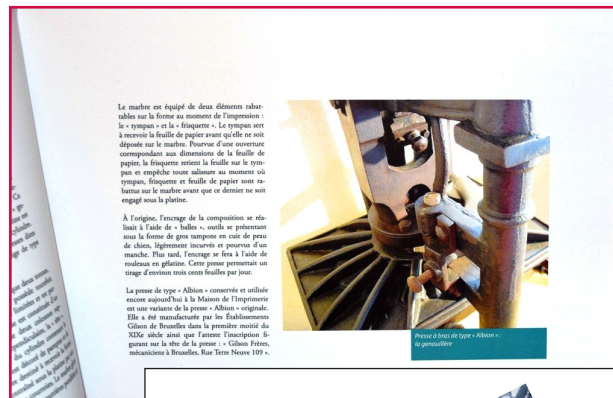 Le marbre est équipé de deux éléments rabat-
tables sur la forme au moment de l'impression :
le « tympan » et la « frisquette ». Le tympan sert
à recevoir la feuille de papier avant qu'elle ne soit
déposée sur le marbre. Pourvue d'une ouverture
correspondant aux dimensions de la feuille de
papier, la frisquette retient la feuille sur le tym-
pan et empêche toute salissure au moment où
tympan, frisquette et feuille de papier sont ra-
battus sur le marbre avant que ce dernier ne soit
engagé sous la platine.
À l'origine, l'encrage de la composition se réa-
lisait à l'aide de « balles », outils se présentant
sous la forme de gros tampons en cuit de peau
de chien, légèrement incurvés et pourvus d'un
manche. Plus tard, l'encrage se fera à l'aide de
rouleaux en gélatine. Cette presse permettait un
tirage d'environ trois cents feuilles par jour.
La presse de type « Albion » conservée et utilisée
encore aujourd'hui à la Maison de l'Imprimerie
est une variante de la presse « Albion » originale.
Elle a été manufacturée par les Établissements
Gilson de Bruxelles dans la première moitié du
XIXe siècle ainsi que l'atteste l'inscription fi-
gurant sur la tête de la presse : « Gilson Frères,
mécaniciens à Bruxelles, Rue Terre Neuve 109 ».
Presse à bras de type « Albion » :
la genouillère